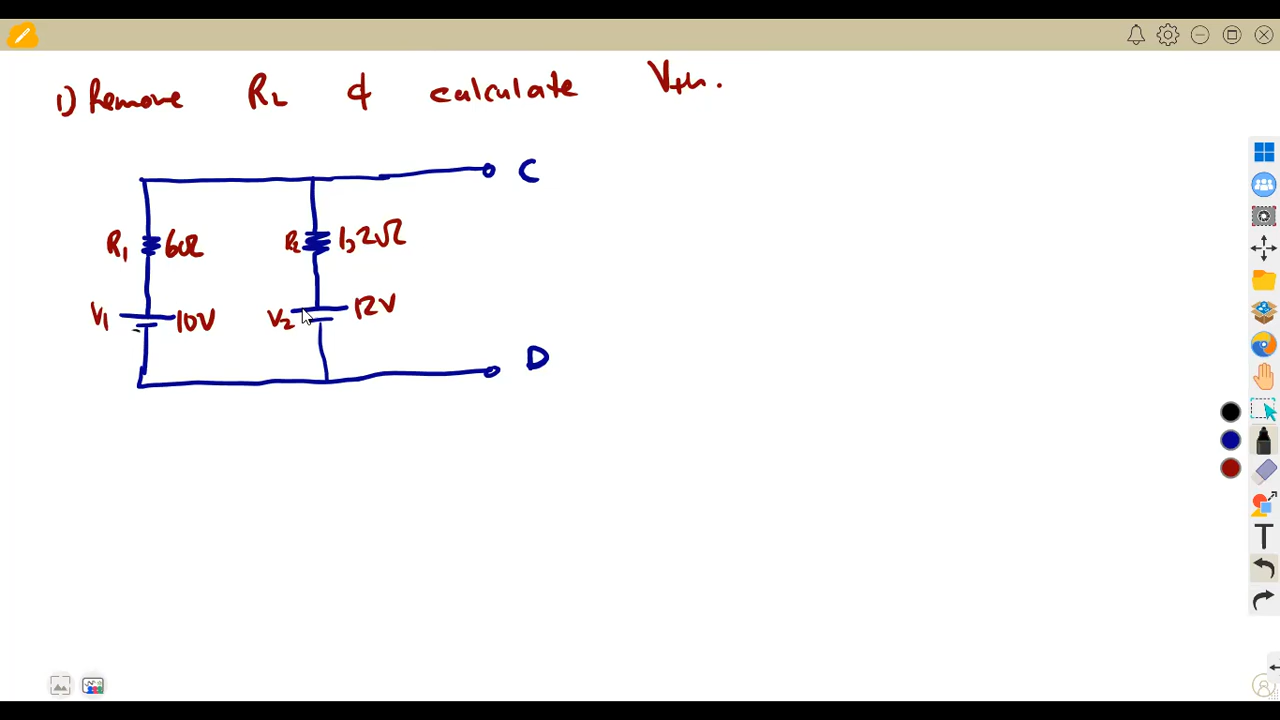 1) Remove RL & calculate Vth.
C
R1 6Ω R2 1,2Ω
V1 10V V2 12V
D
T